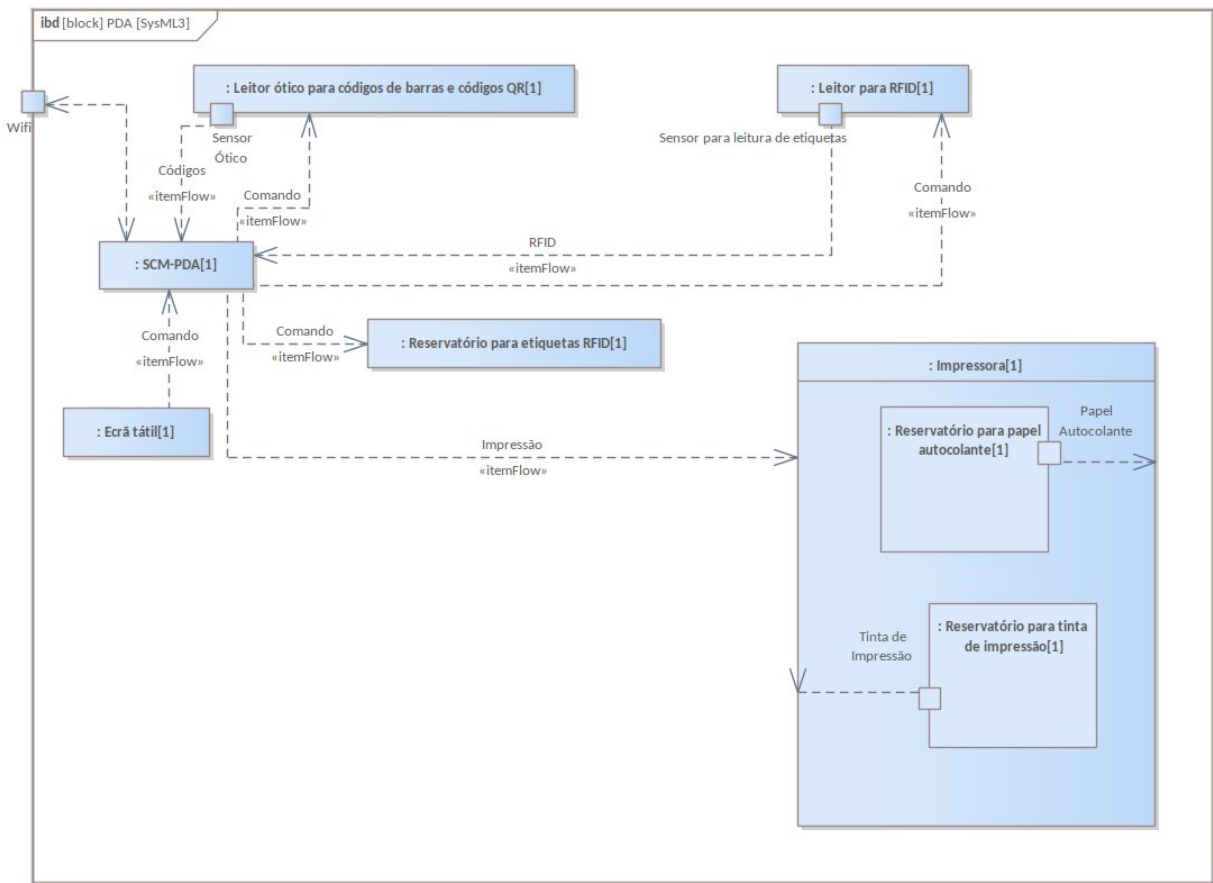 ibd [block] PDA [SysML3]
: Leitor ótico para códigos de barras e códigos QR[1]
: Leitor para RFID[1]
Wifi
Sensor
Ótico
Sensor para leitura de etiquetas
Códigos
«itemFlow»
Comando
«itemFlow»
Comando
«itemFlow»
RFID
«itemFlow»
: SCM-PDA[1]
Comando
«itemFlow»
Comando
«itemFlow»
: Reservatório para etiquetas RFID[1]
: Impressora[1]
: Ecrã tátil[1]
: Reservatório para papel
autocolante[1]
Papel
Autocolante
Impressão
«itemFlow»
: Reservatório para tinta
de impressão[1]
Tinta de
Impressão